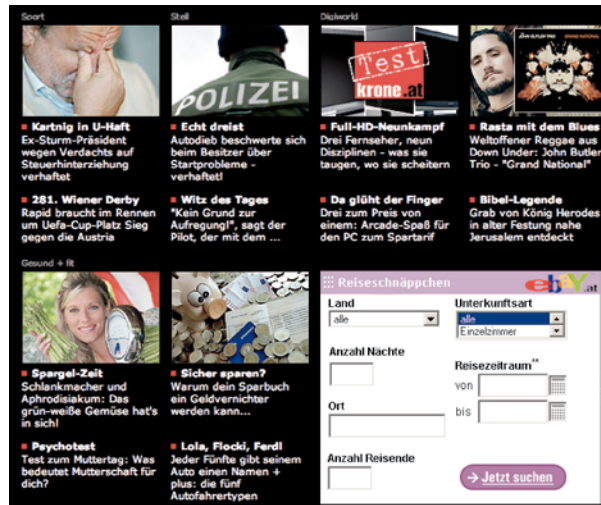 Sport
Stell
Digiworld
POLIZEI
Test
krone.at
JOHN BUTLER TRIO - GRAND NATIONAL
Kartnig in U-Haft
Ex-Sturm-Präsident
wegen Verdachts auf
Steuerhinterziehung
verhaftet
Echt dreist
Autodieb beschwerte sich
beim Besitzer über
Startprobleme -
verhaftet!
Full-HD-Neunkampf
Drei Fernseher, neun
Disziplinen - was sie
taugen, wo sie scheitern
Rasta mit dem Blues
Weltoffener Reggae aus
Down Under: John Butler
Trio - "Grand National"
281. Wiener Derby
Rapid braucht im Rennen
um Uefa-Cup-Platz Sieg
gegen die Austria
Witz des Tages
"Kein Grund zur
Aufregung!", sagt der
Pilot, der mit dem ...
Da glüht der Finger
Drei zum Preis von
einem: Arcade-Spaß für
den PC zum Spartarif
Bibel-Legende
Grab von König Herodes
in alter Festung nahe
Jerusalem entdeckt
Gesund + fit
Spargel-Zeit
Schlankmacher und
Aphrodisiakum: Das
grün-weiße Gemüse hat's
in sich!
Sicher sparen?
Warum dein Sparbuch
ein Geldvernichter
werden kann...
Psychotest
Test zum Muttertag: Was
bedeutet Mutterschaft für
dich?
Lola, Flocki, Ferdl
Jeder Fünfte gibt seinem
Auto einen Namen +
plus: die fünf
Autofahrertypen
Reiseschnäppchen
ebay.at
Land
alle
Unterkunftsart
alle
Einzelzimmer
Anzahl Nächte
Reisezeitraum**
von
bis
Ort
Anzahl Reisende
→ Jetzt suchen